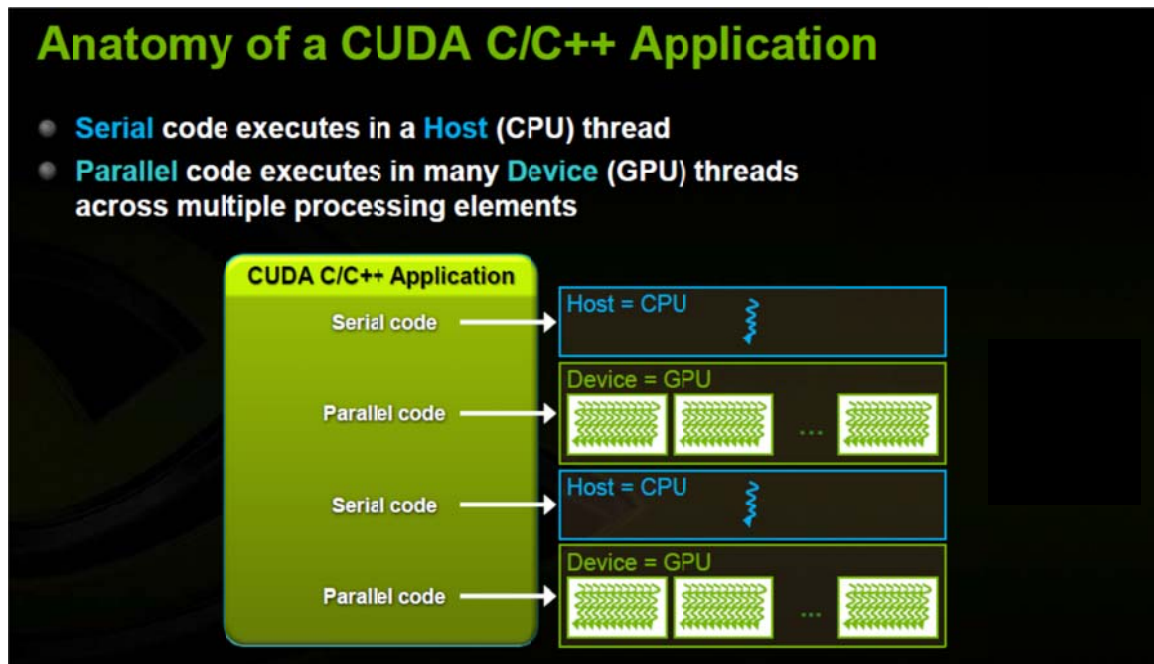 Anatomy of a CUDA C/C++ Application
Serial code executes in a Host (CPU) thread
Parallel code executes in many Device (GPU) threads
across multiple processing elements
CUDA C/C++ Application
Serial code
Host = CPU
Parallel code
Device = GPU
...
Serial code
Host = CPU
Parallel code
Device = GPU
...